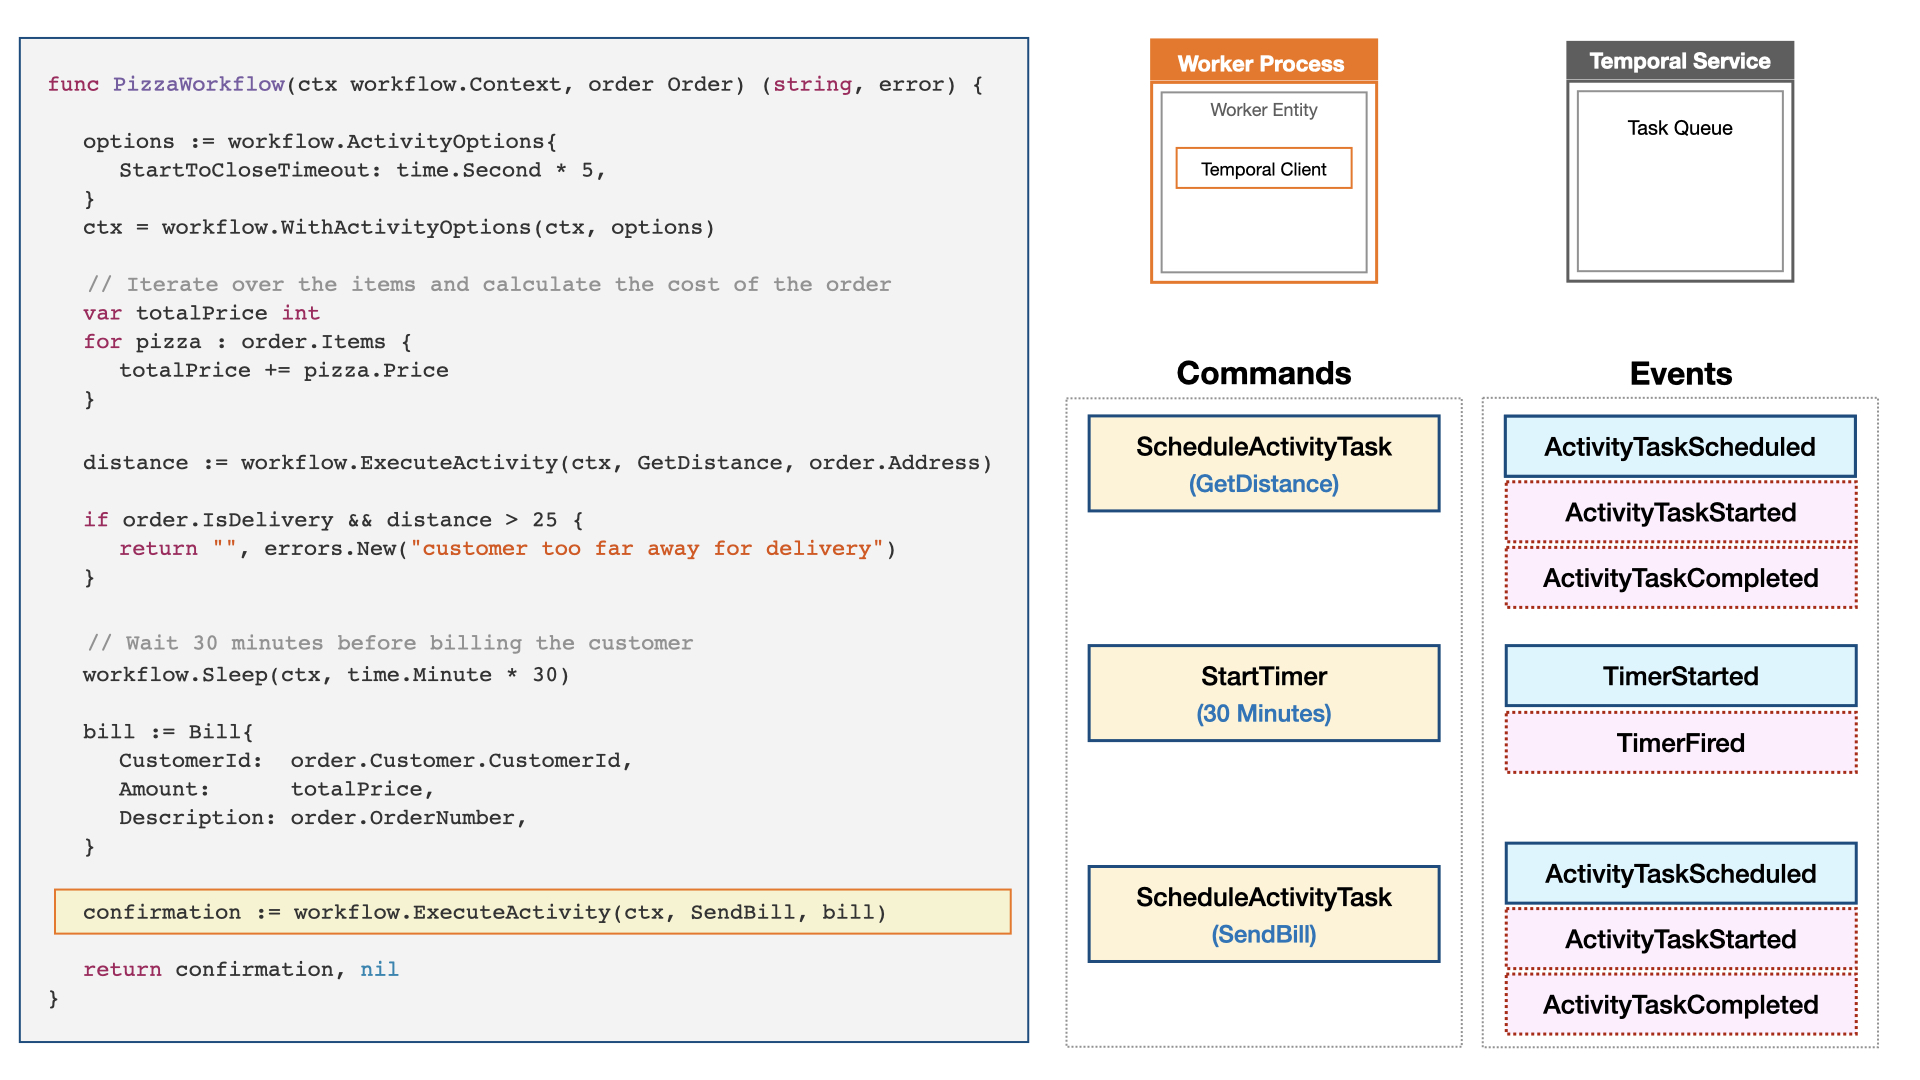 func PizzaWorkflow(ctx workflow.Context, order Order) (string, error) {
options := workflow.ActivityOptions{
StartToCloseTimeout: time.Second * 5,
}
ctx = workflow.WithActivityOptions(ctx, options)
// Iterate over the items and calculate the cost of the order
var totalPrice int
for pizza : order.Items {
totalPrice += pizza.Price
}
distance := workflow.ExecuteActivity(ctx, GetDistance, order.Address)
if order.IsDelivery && distance > 25 {
return "", errors.New("customer too far away for delivery")
}
// Wait 30 minutes before billing the customer
workflow.Sleep(ctx, time.Minute * 30)
bill := Bill{
CustomerId: order.Customer.CustomerId,
Amount: totalPrice,
Description: order.OrderNumber,
}
confirmation := workflow.ExecuteActivity(ctx, SendBill, bill)
return confirmation, nil
}
Worker Process
Worker Entity
Temporal Client
Temporal Service
Task Queue
Commands
ScheduleActivityTask
(GetDistance)
StartTimer
(30 Minutes)
ScheduleActivityTask
(SendBill)
Events
ActivityTaskScheduled
ActivityTaskStarted
ActivityTaskCompleted
TimerStarted
TimerFired
ActivityTaskScheduled
ActivityTaskStarted
ActivityTaskCompleted